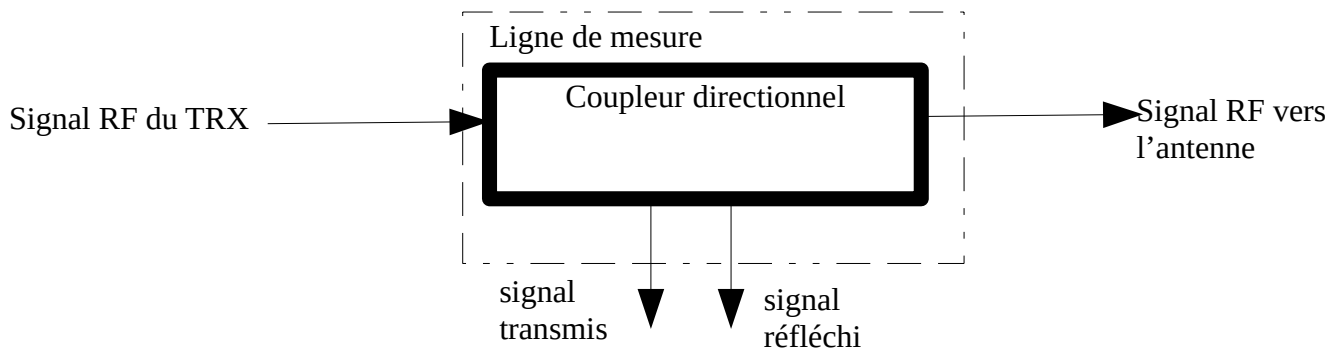 Ligne de mesure
Coupleur directionnel
Signal RF du TRX
Signal RF vers
l’antenne
signal
transmis
signal
réfléchi